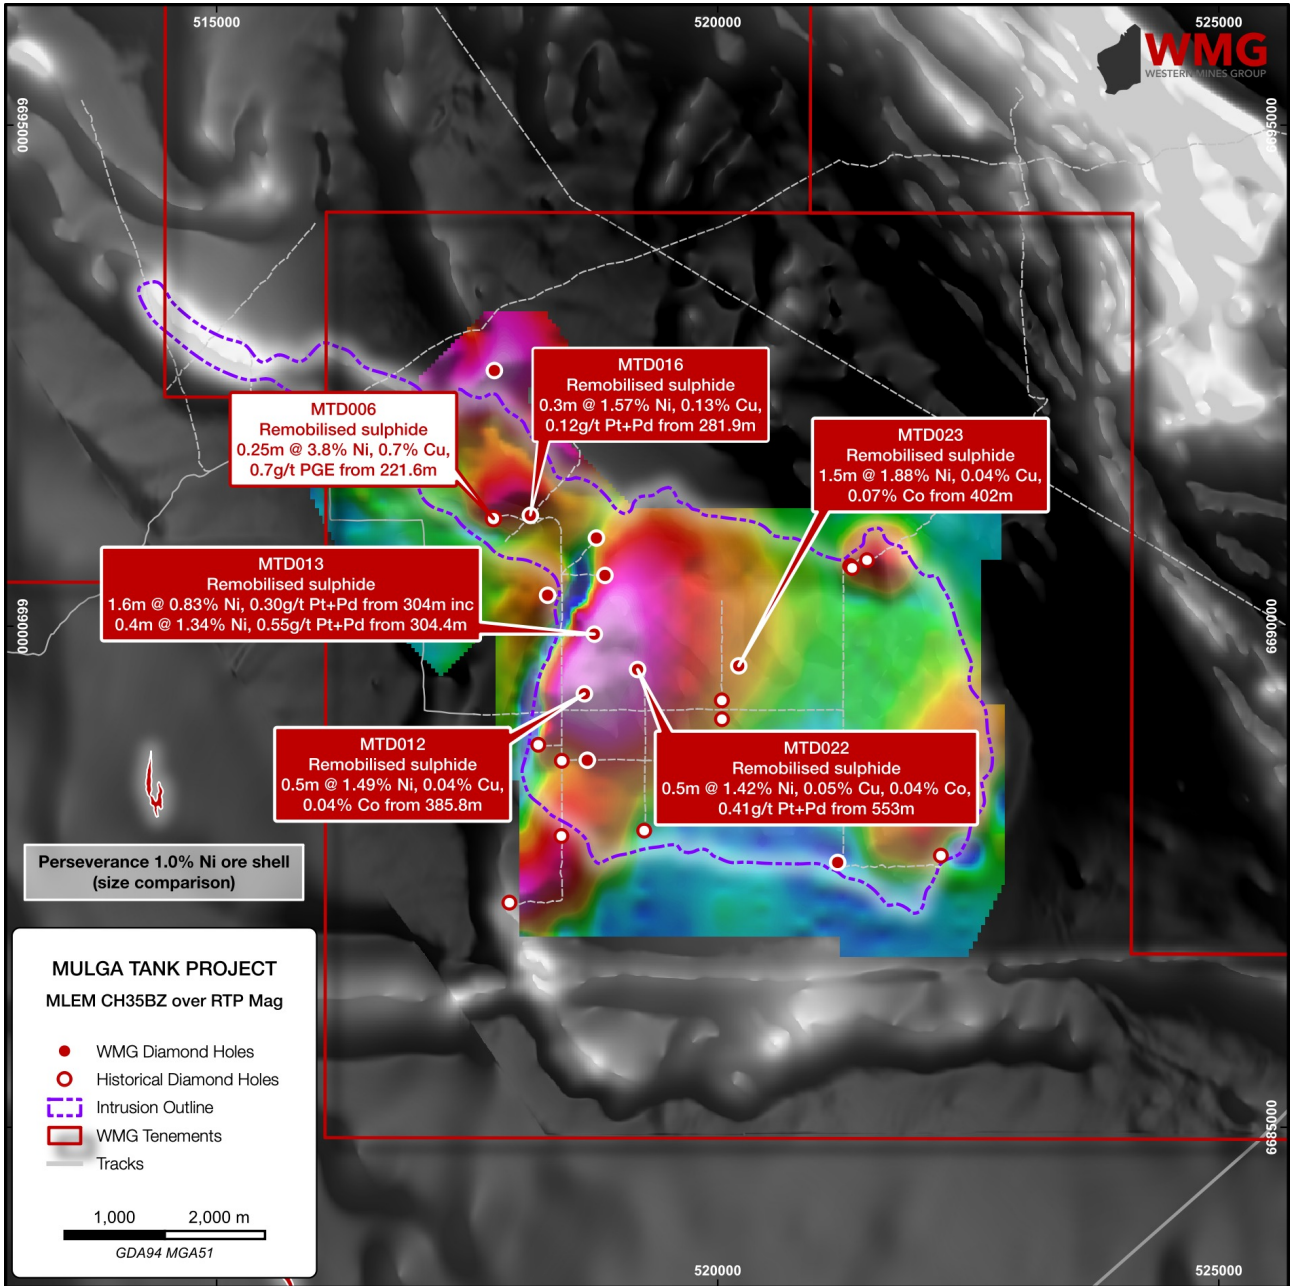 515000
520000
525000
WMG
WESTERN MINES GROUP
6695000
6695000
MTD016
Remobilised sulphide
0.3m @ 1.57% Ni, 0.13% Cu,
0.12g/t Pt+Pd from 281.9m
MTD006
Remobilised sulphide
0.25m @ 3.8% Ni, 0.7% Cu,
0.7g/t PGE from 221.6m
MTD023
Remobilised sulphide
1.5m @ 1.88% Ni, 0.04% Cu,
0.07% Co from 402m
MTD013
Remobilised sulphide
1.6m @ 0.83% Ni, 0.30g/t Pt+Pd from 304m inc
0.4m @ 1.34% Ni, 0.55g/t Pt+Pd from 304.4m
6690000
6690000
MTD012
Remobilised sulphide
0.5m @ 1.49% Ni, 0.04% Cu,
0.04% Co from 385.8m
MTD022
Remobilised sulphide
0.5m @ 1.42% Ni, 0.05% Cu, 0.04% Co,
0.41g/t Pt+Pd from 553m
Perseverance 1.0% Ni ore shell
(size comparison)
MULGA TANK PROJECT
MLEM CH35BZ over RTP Mag
WMG Diamond Holes
Historical Diamond Holes
Intrusion Outline
WMG Tenements
Tracks
1,000 2,000 m
GDA94 MGA51
6685000
520000
525000